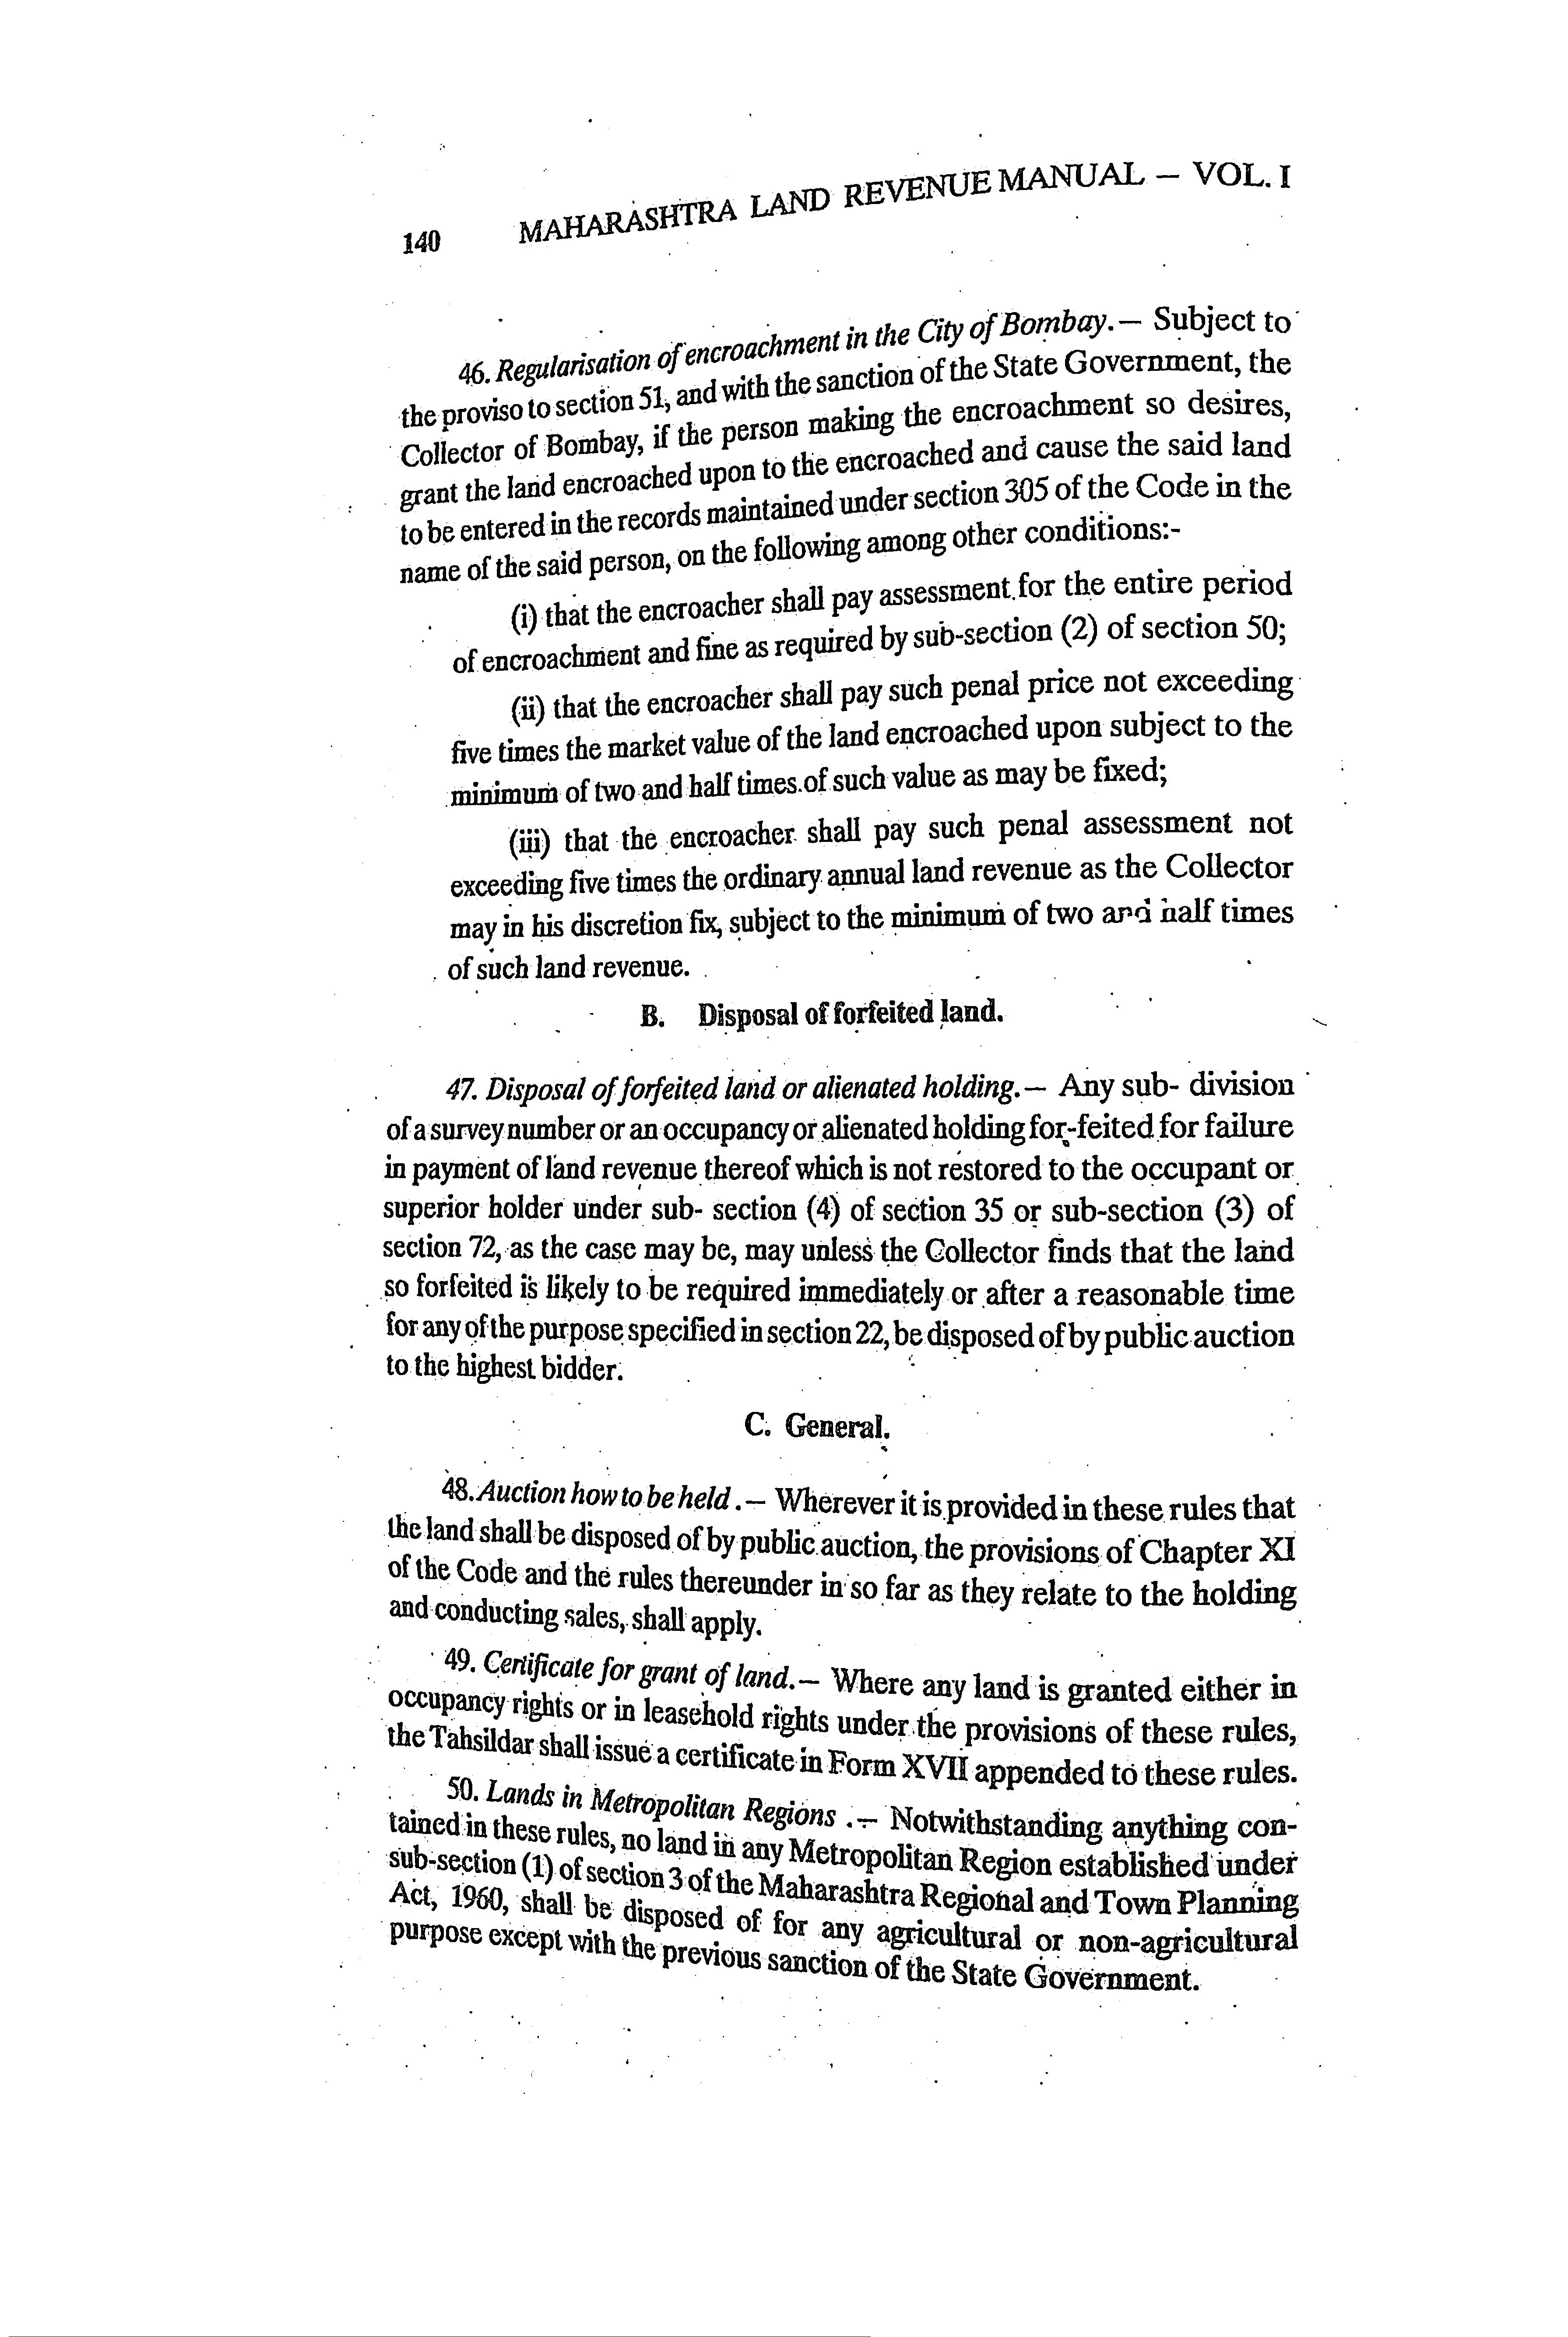 140 MAHARASHTRA LAND REVENUE MANUAL — VOL. I
46. Regularisation of encroachment in the City of Bombay.— Subject to
the proviso to section 51, and with the sanction of the State Government, the
Collector of Bombay, if the person making the encroachment so desires,
grant the land encroached upon to the encroached and cause the said land
to be entered in the records maintained under section 305 of the Code in the
name of the said person, on the following among other conditions:-
(i) that the encroacher shall pay assessment for the entire period
of encroachment and fine as required by sub-section (2) of section 50;
(ii) that the encroacher shall pay such penal price not exceeding
five times the market value of the land encroached upon subject to the
minimum of two and half times of such value as may be fixed;
(iii) that the encroacher shall pay such penal assessment not
exceeding five times the ordinary annual land revenue as the Collector
may in his discretion fix, subject to the minimum of two and half times
of such land revenue.
B. Disposal of forfeited land.
47. Disposal of forfeited land or alienated holding.— Any sub- division
of a survey number or an occupancy or alienated holding for-feited for failure
in payment of land revenue thereof which is not restored to the occupant or
superior holder under sub- section (4) of section 35 or sub-section (3) of
section 72, as the case may be, may unless the Collector finds that the land
so forfeited is likely to be required immediately or after a reasonable time
for any of the purpose specified in section 22, be disposed of by public auction
to the highest bidder.
C. General.
48. Auction how to be held .— Wherever it is provided in these rules that
the land shall be disposed of by public auction, the provisions of Chapter XI
of the Code and the rules thereunder in so far as they relate to the holding
and conducting sales, shall apply.
49. Certificate for grant of land.— Where any land is granted either in
occupancy rights or in leasehold rights under the provisions of these rules,
the Tahsildar shall issue a certificate in Form XVII appended to these rules.
50. Lands in Metropolitan Regions .— Notwithstanding anything con-
tained in these rules, no land in any Metropolitan Region established under
sub-section (1) of section 3 of the Maharashtra Regional and Town Planning
Act, 1960, shall be disposed of for any agricultural or non-agricultural
purpose except with the previous sanction of the State Government.